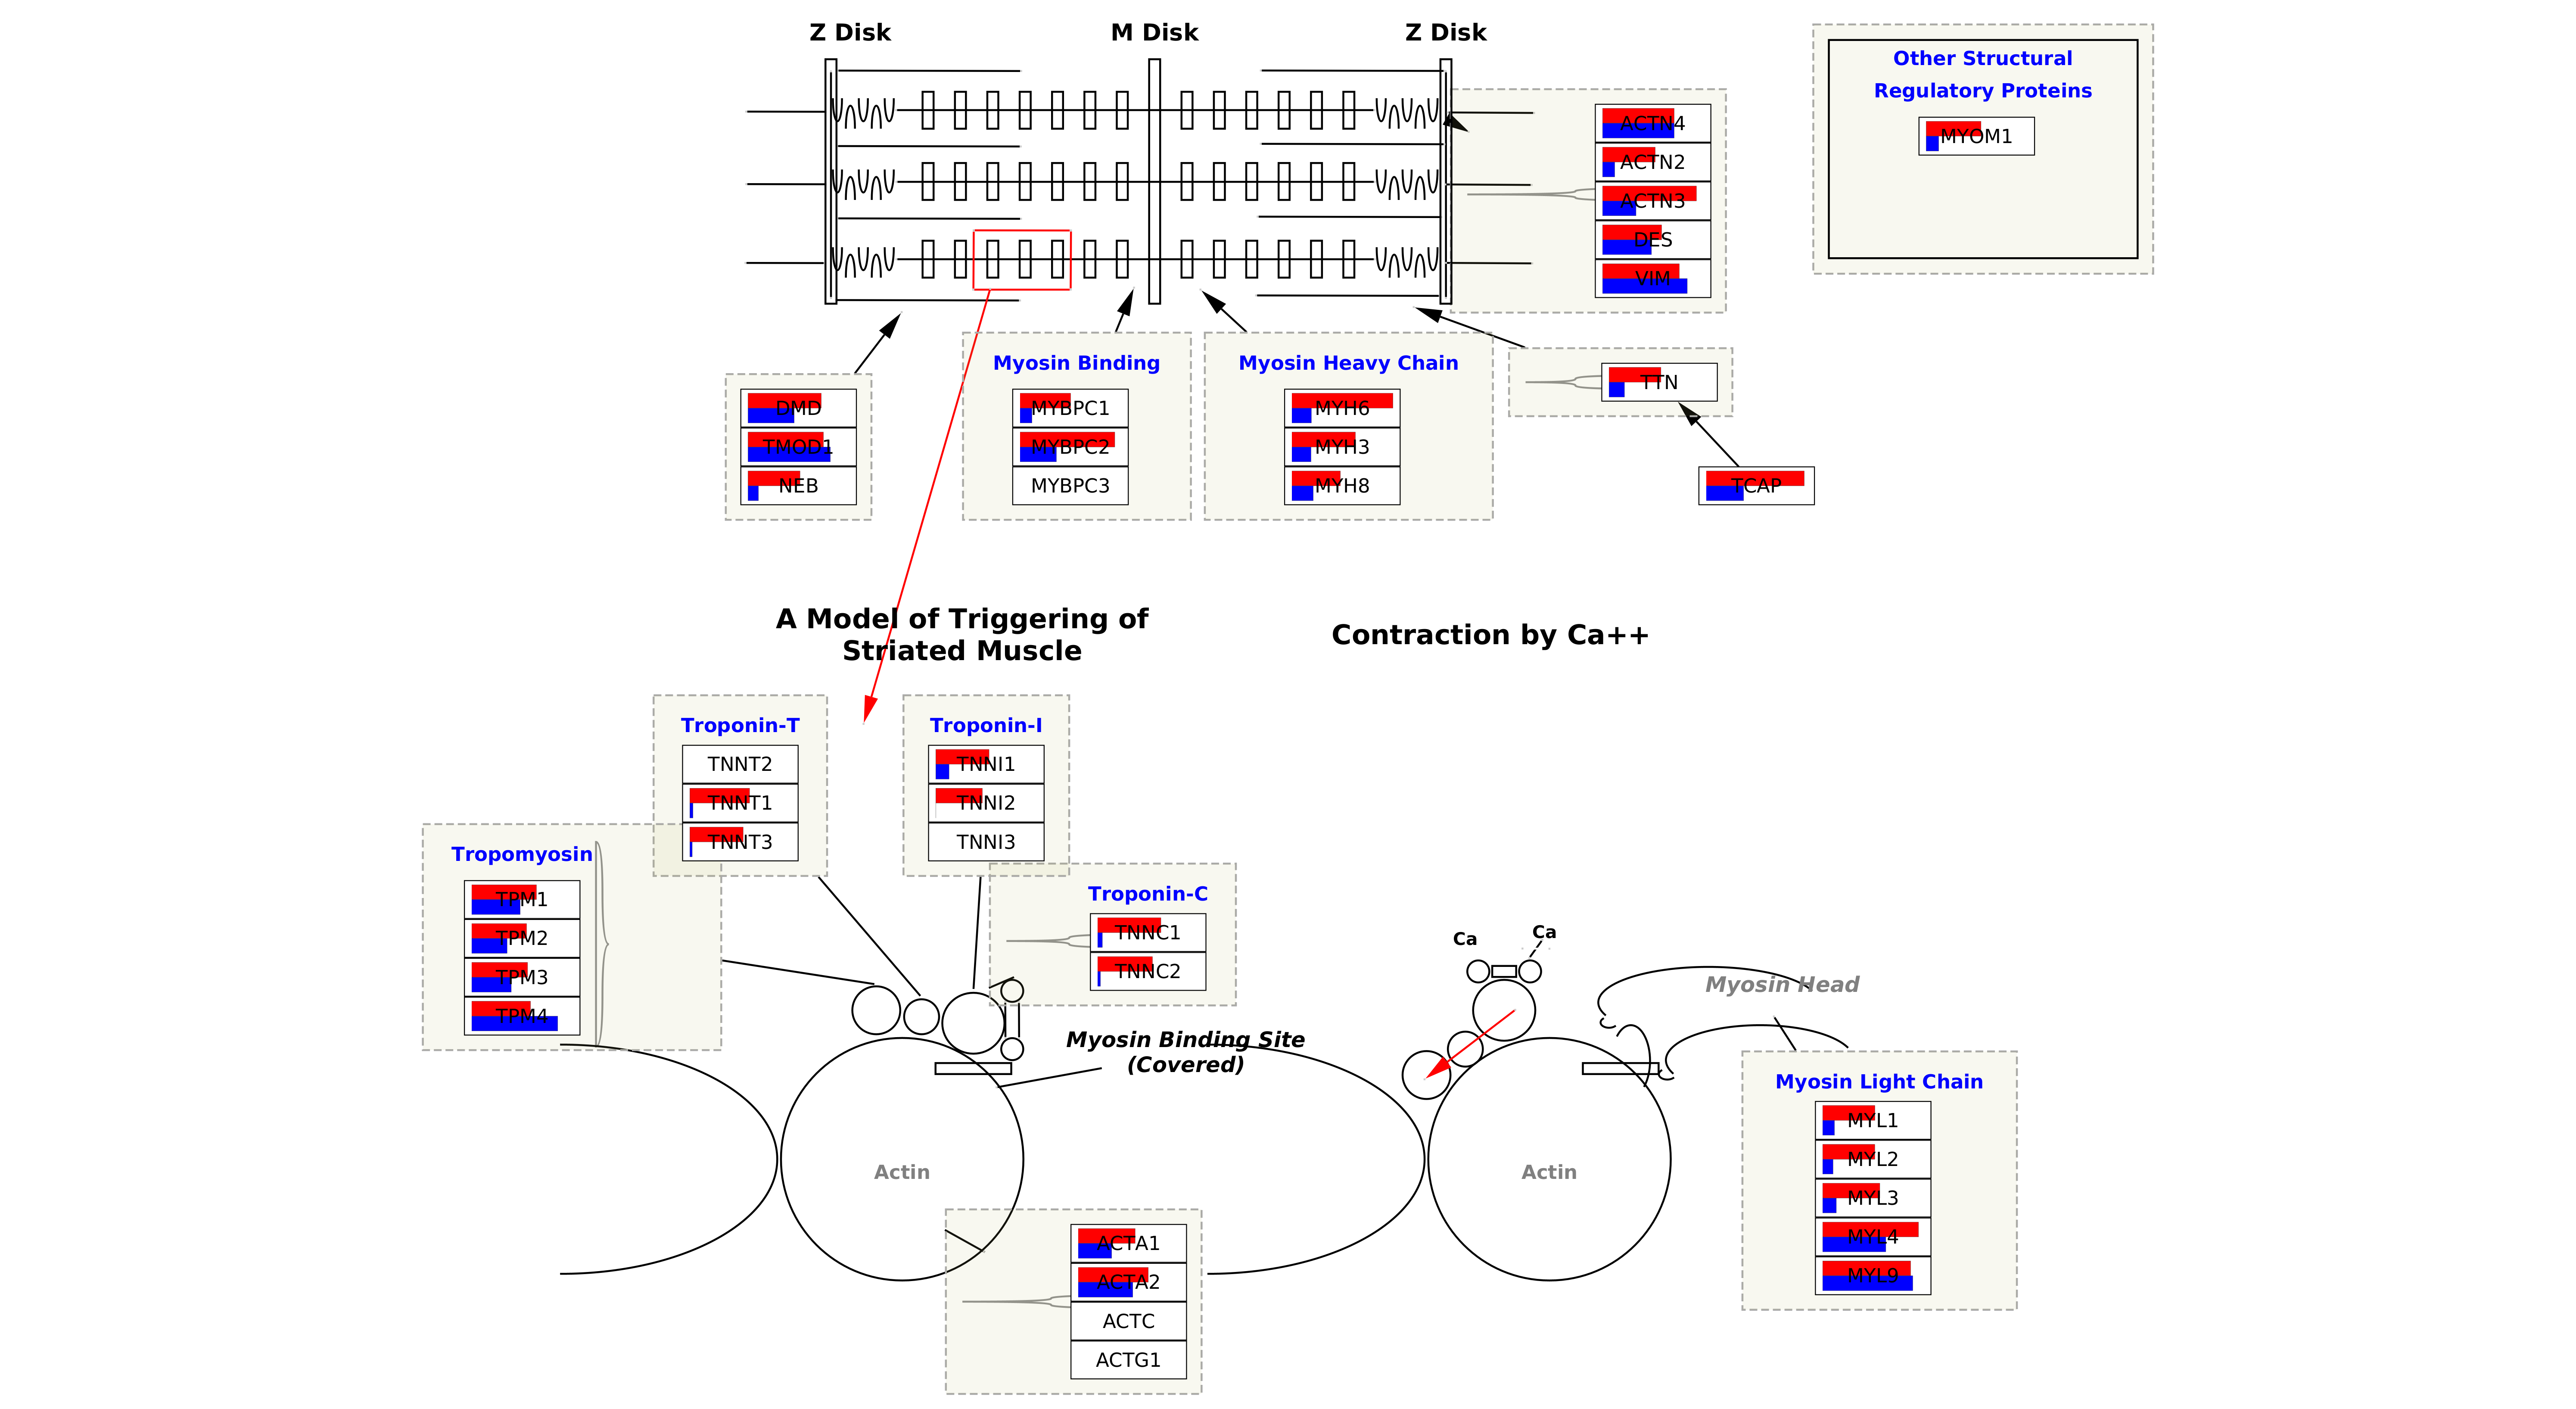 Z Disk
M Disk
Z Disk
Other Structural
Regulatory Proteins
MYOM1
ACTN4
ACTN2
ACTN3
DES
VIM
Myosin Binding
Myosin Heavy Chain
DMD
TMOD1
NEB
MYBPC1
MYBPC2
MYBPC3
MYH6
MYH3
MYH8
TTN
TCAP
A Model of Triggering of
Striated Muscle
Contraction by Ca++
Troponin-T
TNNT2
TNNT1
TNNT3
Troponin-I
TNNI1
TNNI2
TNNI3
Tropomyosin
TPM1
TPM2
TPM3
TPM4
Troponin-C
TNNC1
TNNC2
Ca
Ca
Myosin Head
Myosin Binding Site
(Covered)
Myosin Light Chain
MYL1
MYL2
MYL3
MYL4
MYL9
Actin
Actin
ACTA1
ACTA2
ACTC
ACTG1